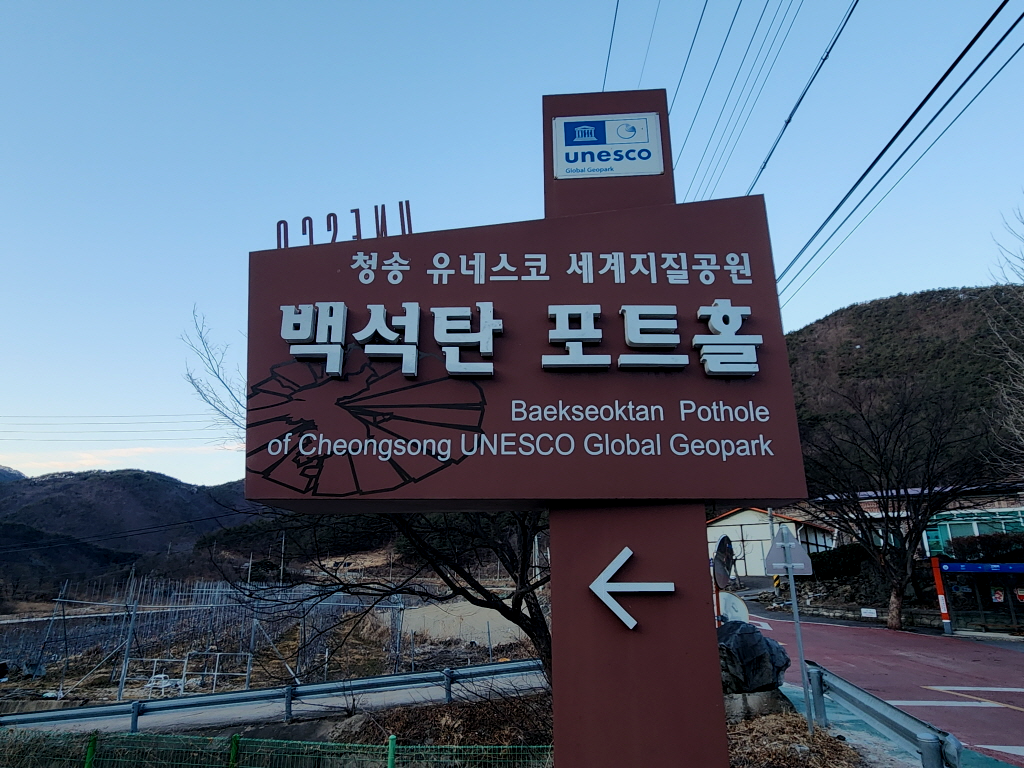 unesco
Global Geopark
UNESCO
청송 유네스코 세계지질공원
백석탄 포트홀
Baekseoktan Pothole
of Cheongsong UNESCO Global Geopark